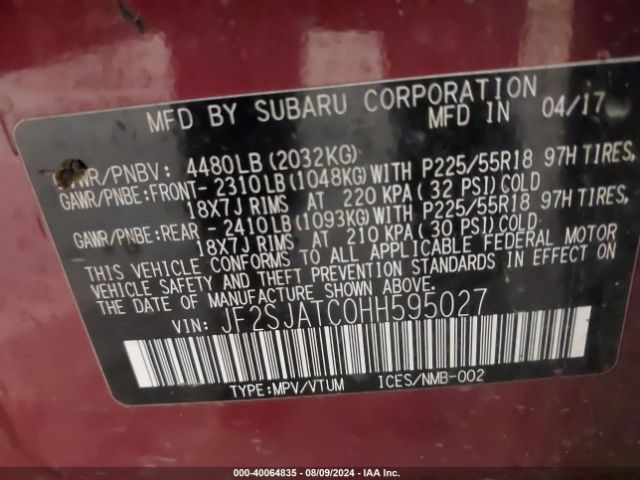 MFD BY SUBARU CORPORATION
MFD IN 04/17
GVWR/PNBV: 4480LB(2032KG)
GAWR/PNBE:FRONT- 2310LB(1048KG)WITH P225/55R18 97H TIRES,
18X7J RIMS AT 220 KPA(32 PSI)COLD
GAWR/PNBE:REAR - 2410LB(1093KG)WITH P225/55R18 97H TIRES,
18X7J RIMS AT 210 KPA(30 PSI)COLD
THIS VEHICLE CONFORMS TO ALL APPLICABLE FEDERAL MOTOR
VEHICLE SAFETY AND THEFT PREVENTION STANDARDS IN EFFECT ON
THE DATE OF MANUFACTURE SHOWN ABOVE.
VIN: JF2SJATC0HH595027
TYPE:MPV/VTUM ICES/NMB-002
000-40064835 - 08/09/2024 - IAA Inc.